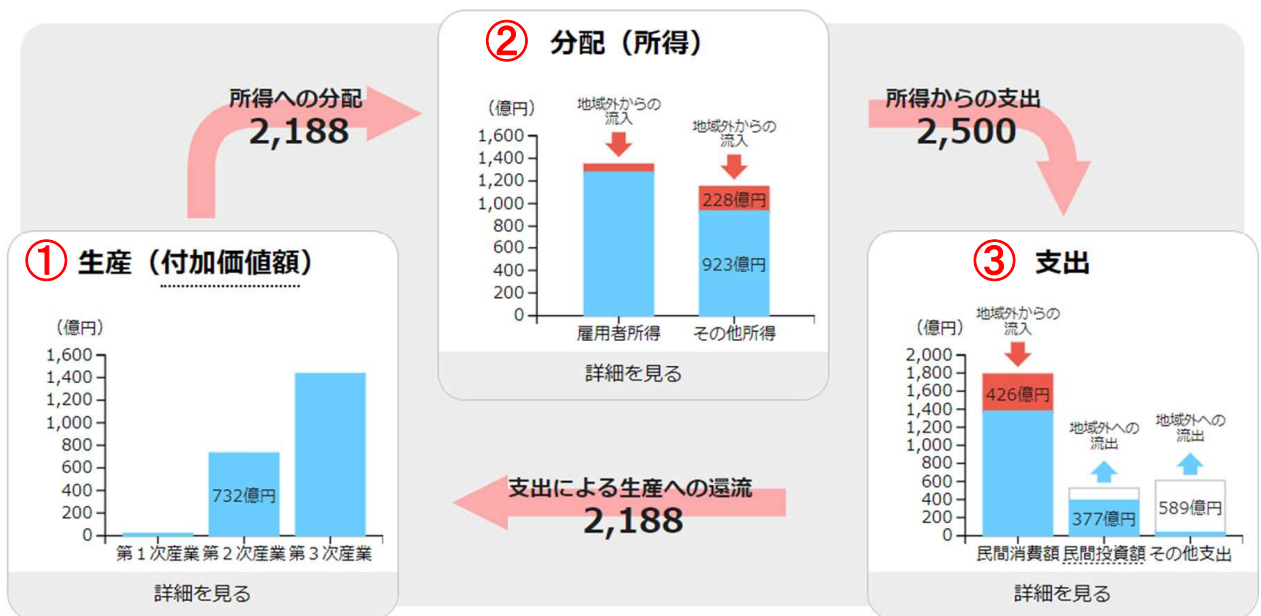 ② 分配（所得）
所得への分配
2,188
（億円）
地域外からの
流入
地域外からの
流入
1,600
1,400
1,200
1,000
800
600
400
200
0
228億円
923億円
雇用者所得
その他所得
詳細を見る
所得からの支出
2,500
① 生産（付加価値額）
（億円）
1,600
1,400
1,200
1,000
800
600
400
200
0
732億円
第１次産業
第２次産業
第３次産業
詳細を見る
支出による生産への還流
2,188
③ 支出
（億円）
地域外からの
流入
2,000
1,800
1,600
1,400
1,200
1,000
800
600
400
200
0
426億円
地域外への
流出
地域外への
流出
377億円
589億円
民間消費額
民間投資額
その他支出
詳細を見る